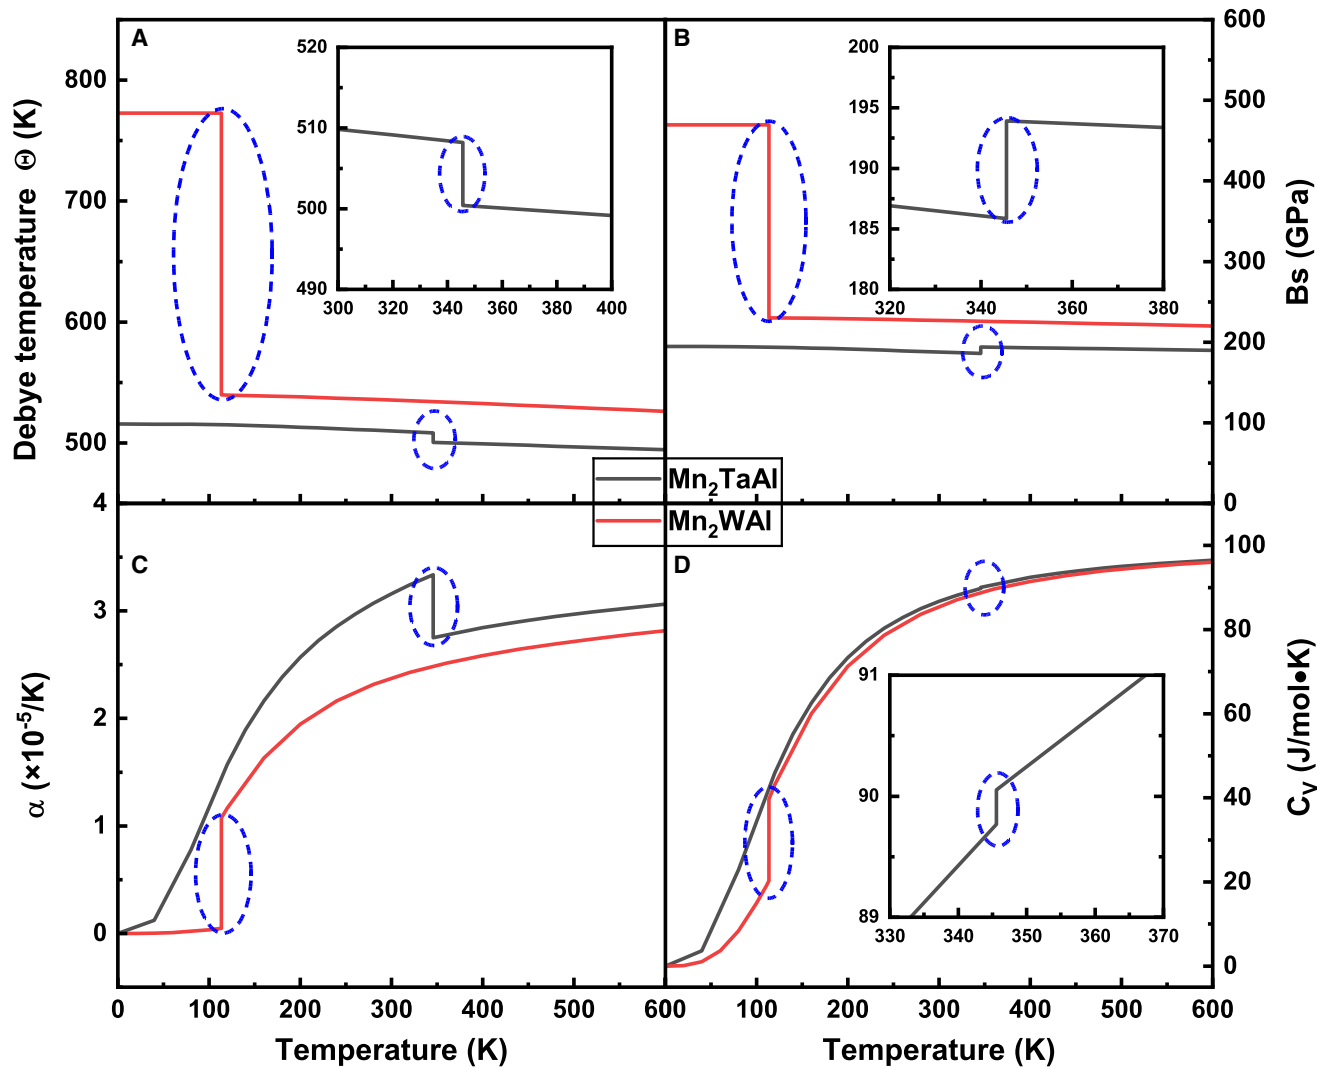 A
B
Debye temperature Θ (K)
800
700
600
500
4
520
510
500
490
300 320 340 360 380 400
200
195
190
185
180
320 340 360 380
600
500
400
300
200
100
0
Bs (GPa)
Mn2TaAl
Mn2WAl
C
D
α (×10-5/K)
3
2
1
0
91
90
89
330 340 350 360 370
100
80
60
40
20
0
CV (J/mol•K)
0 100 200 300 400 500 600
100 200 300 400 500 600
Temperature (K)
Temperature (K)